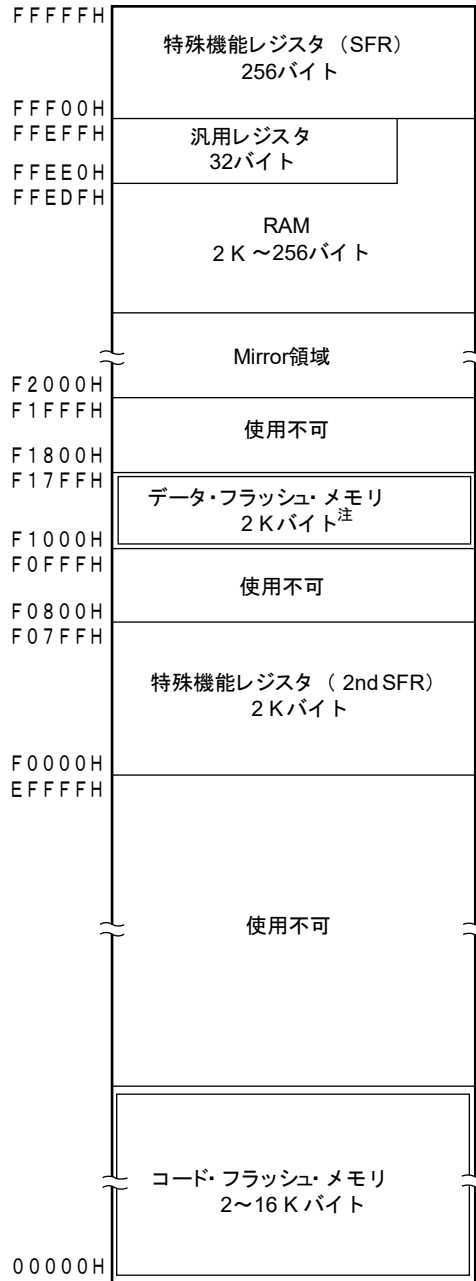 FFFFFH
特殊機能レジスタ（SFR）
256バイト
FFF00H
FFEFFH
汎用レジスタ
32バイト
FFEE0H
FFEDFH
RAM
2 K ～256バイト
Mirror領域
F2000H
F1FFFH
使用不可
F1800H
F17FFH
データ・フラッシュ・メモリ
2 Kバイト注
F1000H
F0FFFH
使用不可
F0800H
F07FFH
特殊機能レジスタ（ 2nd SFR）
2 Kバイト
F0000H
EFFFFH
使用不可
コード・フラッシュ・メモリ
2～16 K バイト
00000H